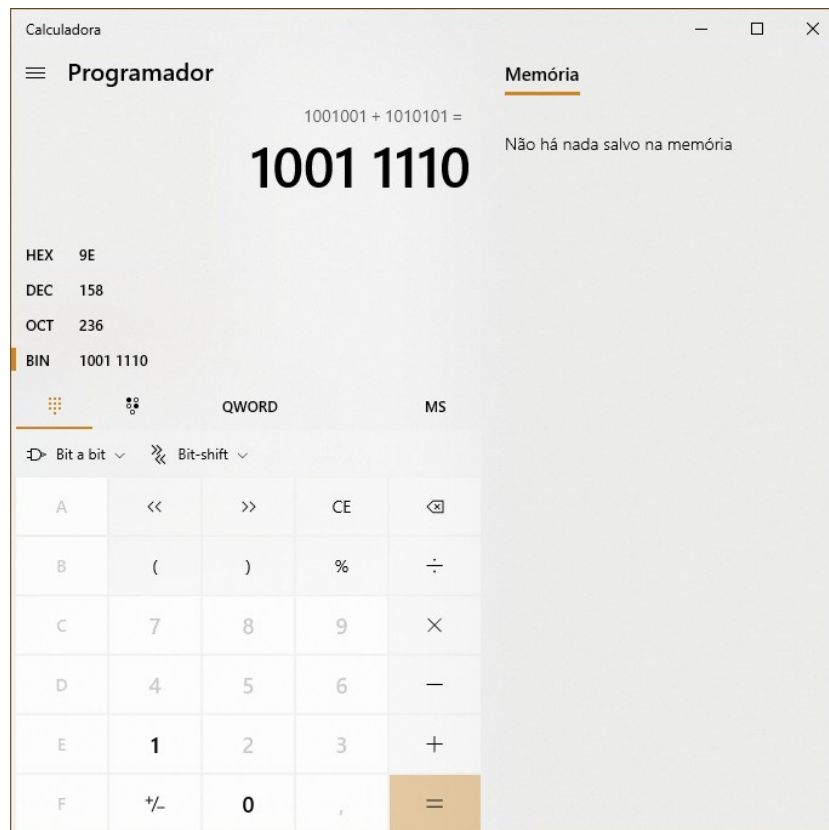 Calculadora
Programador
Memória
1001001 + 1010101 =
1001 1110
Não há nada salvo na memória
HEX 9E
DEC 158
OCT 236
BIN 1001 1110
QWORD MS
Bit a bit Bit-shift
A << >> CE
B ( ) % ÷
C 7 8 9 ×
D 4 5 6 −
E 1 2 3 +
F +/− 0 , =